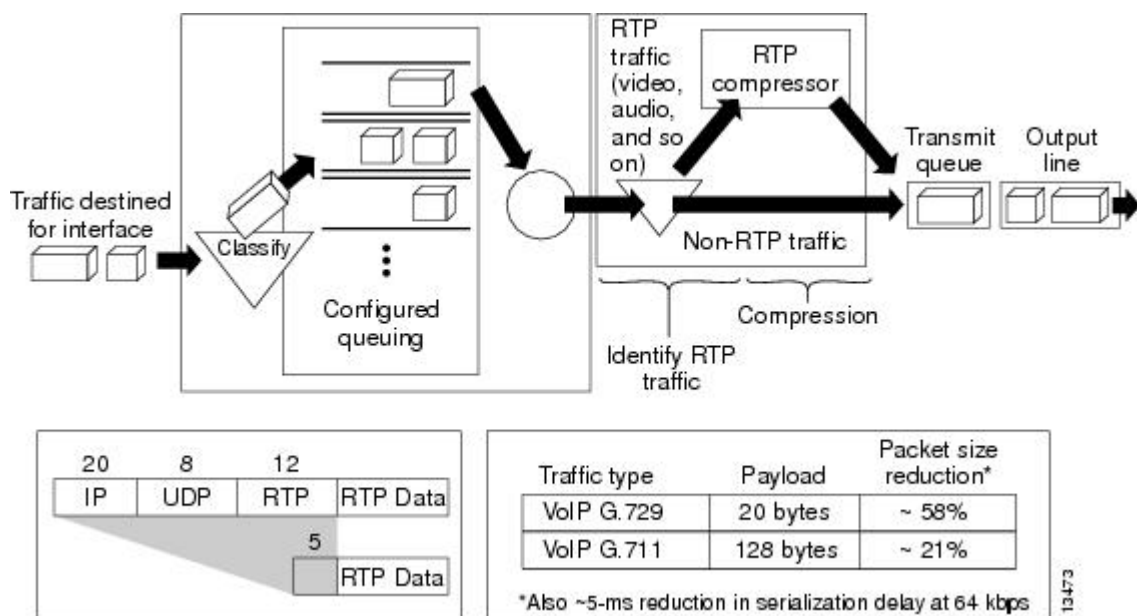 RTP
traffic
(video,
audio,
and so
on)
RTP
compressor
Transmit
queue
Output
line
Traffic destined
for interface
Classify
Non-RTP traffic
Configured
queuing
Compression
Identify RTP
traffic
20 8 12
IP UDP RTP RTP Data
5
RTP Data
Traffic type Payload Packet size reduction*
VoIP G.729 20 bytes ~ 58%
VoIP G.711 128 bytes ~ 21%
*Also ~5-ms reduction in serialization delay at 64 kbps